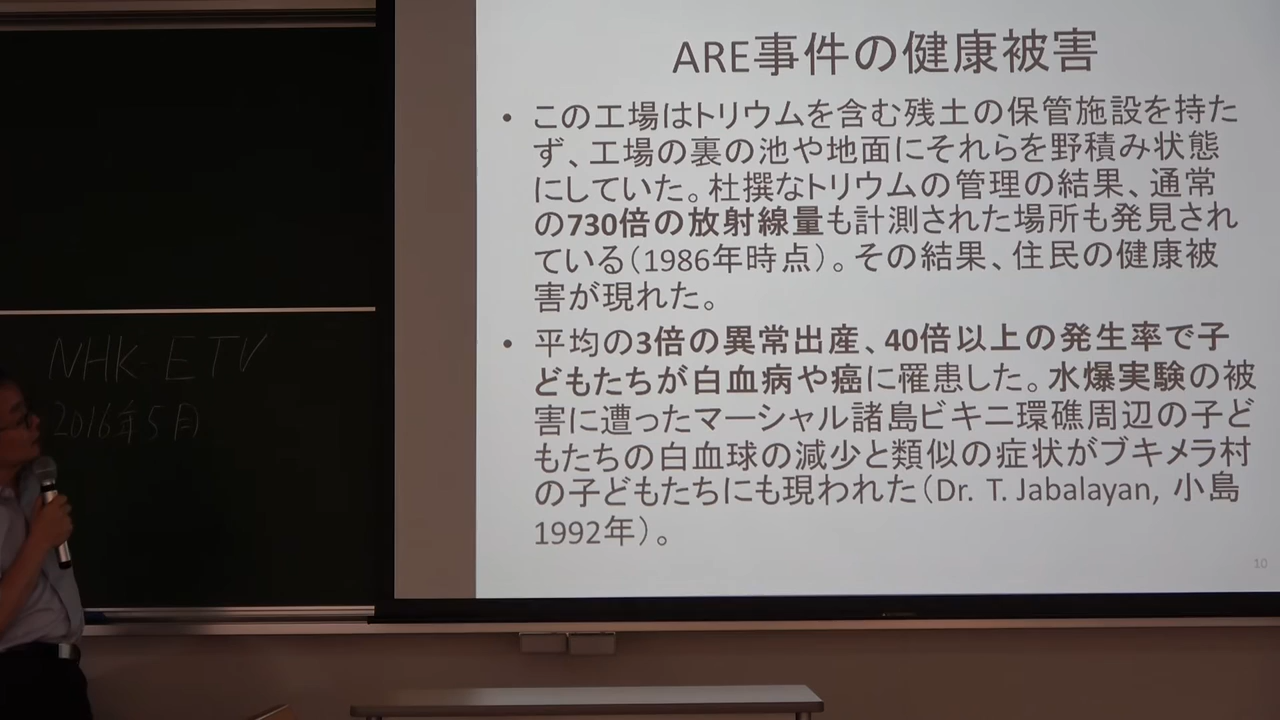 ARE事件の健康被害
• この工場はトリウムを含む残土の保管施設を持た
ず、工場の裏の池や地面にそれらを野積み状態
にしていた。杜撰なトリウムの管理の結果、通常
の730倍の放射線量も計測された場所も発見され
ている（1986年時点）。その結果、住民の健康被
害が現れた。
• 平均の3倍の異常出産、40倍以上の発生率で子
どもたちが白血病や癌に罹患した。水爆実験の被
害に遭ったマーシャル諸島ビキニ環礁周辺の子ど
もたちの白血球の減少と類似の症状がブキメラ村
の子どもたちにも現われた（Dr. T. Jabalayan, 小島
1992年）。
10
NHK-ETV
2016年5月